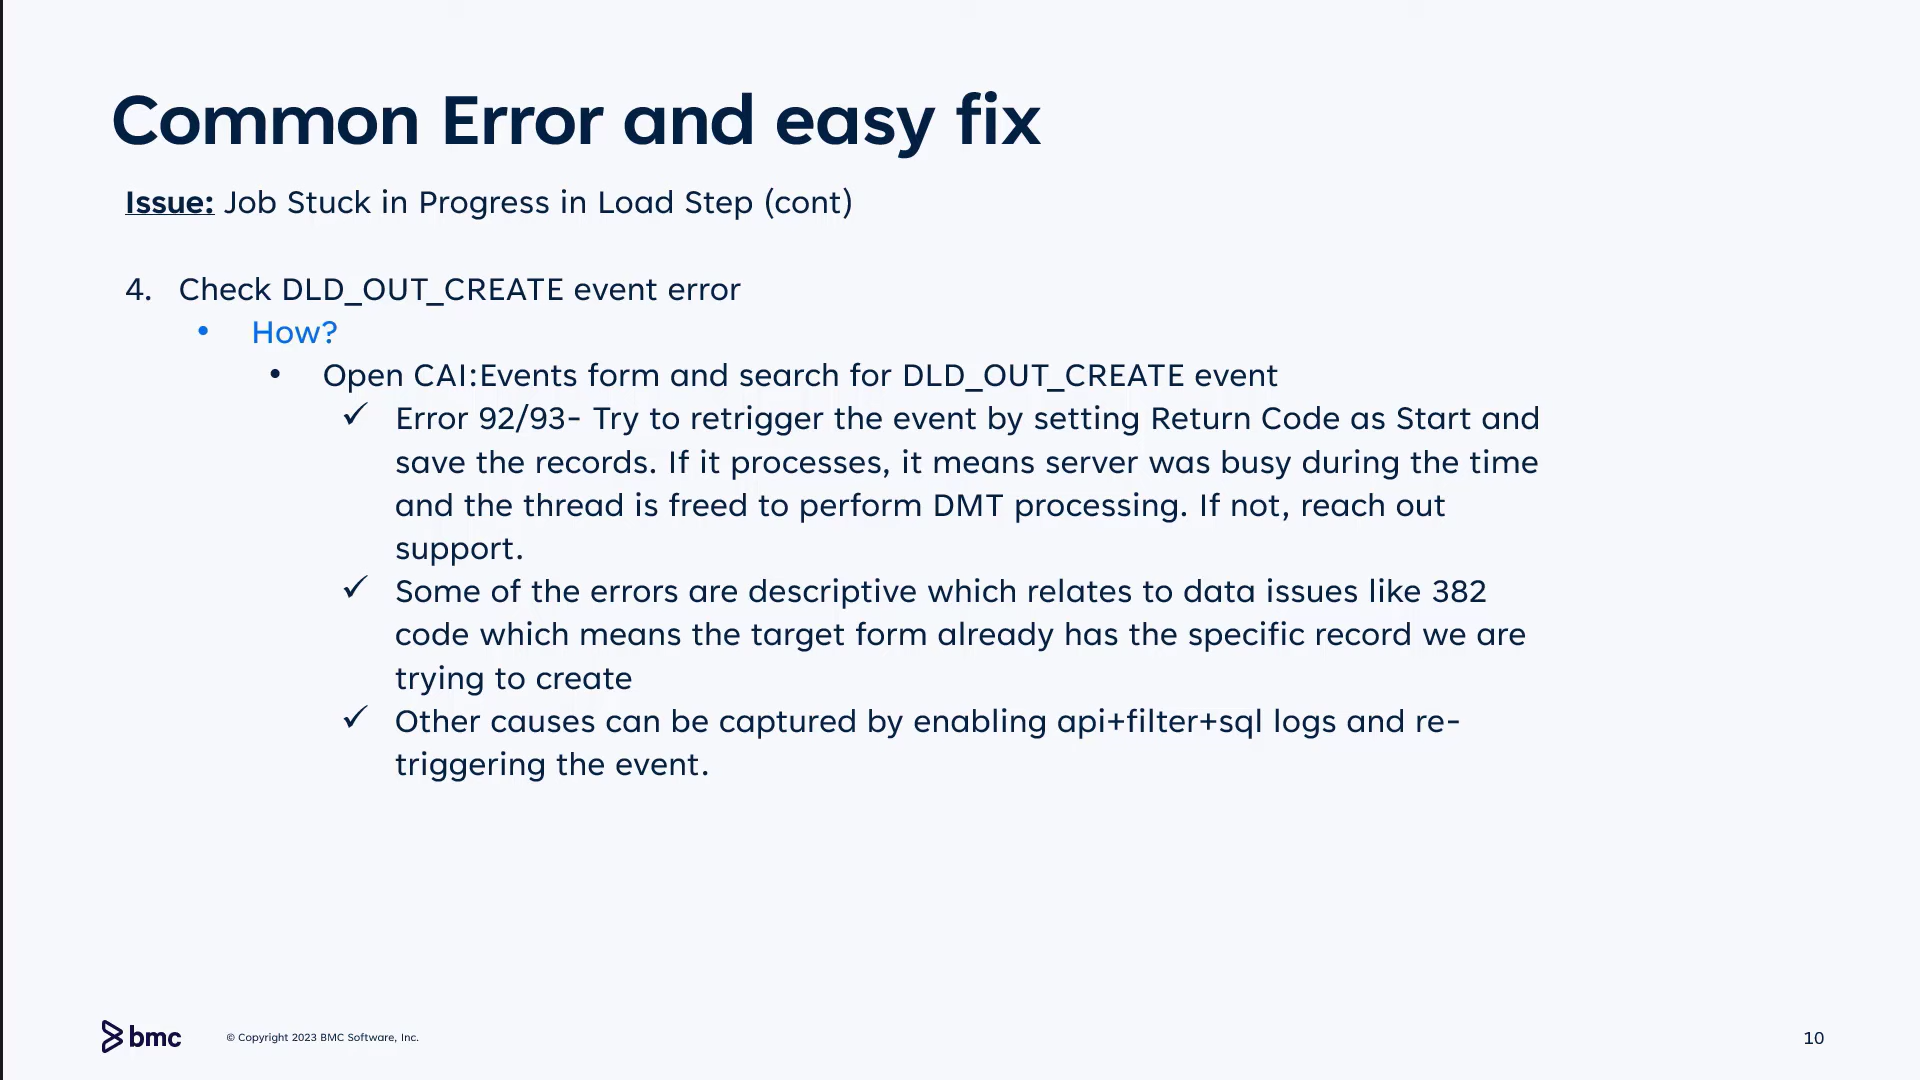 Common Error and easy fix
Issue: Job Stuck in Progress in Load Step (cont)
4. Check DLD_OUT_CREATE event error
• How?
• Open CAI:Events form and search for DLD_OUT_CREATE event
✓ Error 92/93- Try to retrigger the event by setting Return Code as Start and
save the records. If it processes, it means server was busy during the time
and the thread is freed to perform DMT processing. If not, reach out
support.
✓ Some of the errors are descriptive which relates to data issues like 382
code which means the target form already has the specific record we are
trying to create
✓ Other causes can be captured by enabling api+filter+sql logs and re-
triggering the event.
bmc
© Copyright 2023 BMC Software, Inc.
10